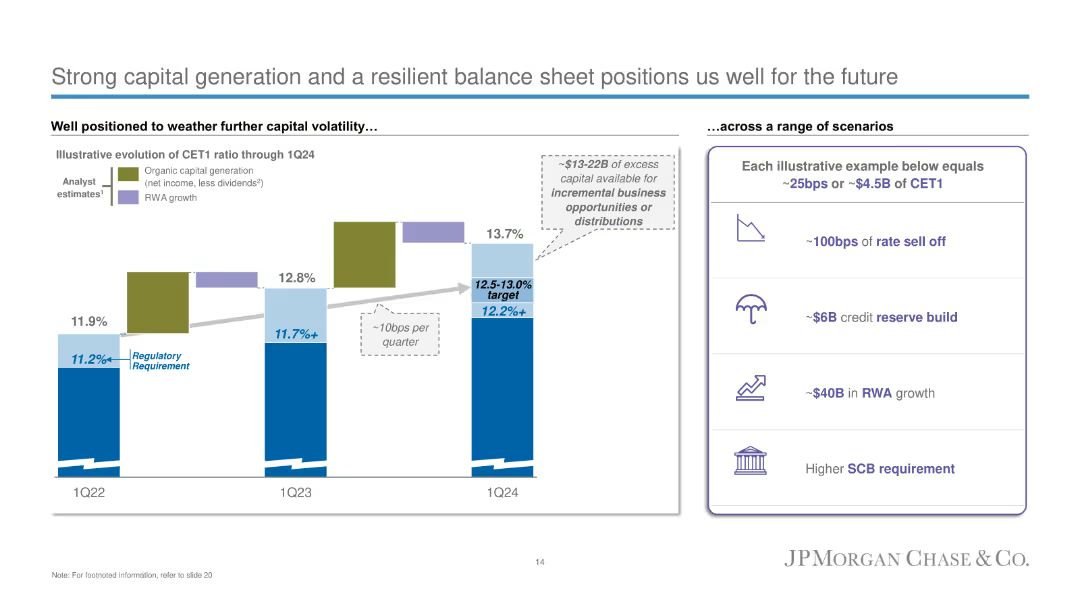 Strong capital generation and a resilient balance sheet positions us well for the future
Well positioned to weather further capital volatility…
Illustrative evolution of CET1 ratio through 1Q24
Analyst
estimates¹
Organic capital generation
(net income, less dividends²)
RWA growth
~$13-22B of excess
capital available for
incremental business
opportunities or
distributions
11.9%
12.8%
13.7%
12.5-13.0%
target
12.2%+
11.7%+
11.2%+
Regulatory
Requirement
~10bps per
quarter
1Q22
1Q23
1Q24
…across a range of scenarios
Each illustrative example below equals
~25bps or ~$4.5B of CET1
~100bps of rate sell off
~$6B credit reserve build
~$40B in RWA growth
Higher SCB requirement
Note: For footnoted information, refer to slide 20
14
JPMORGAN CHASE & CO.